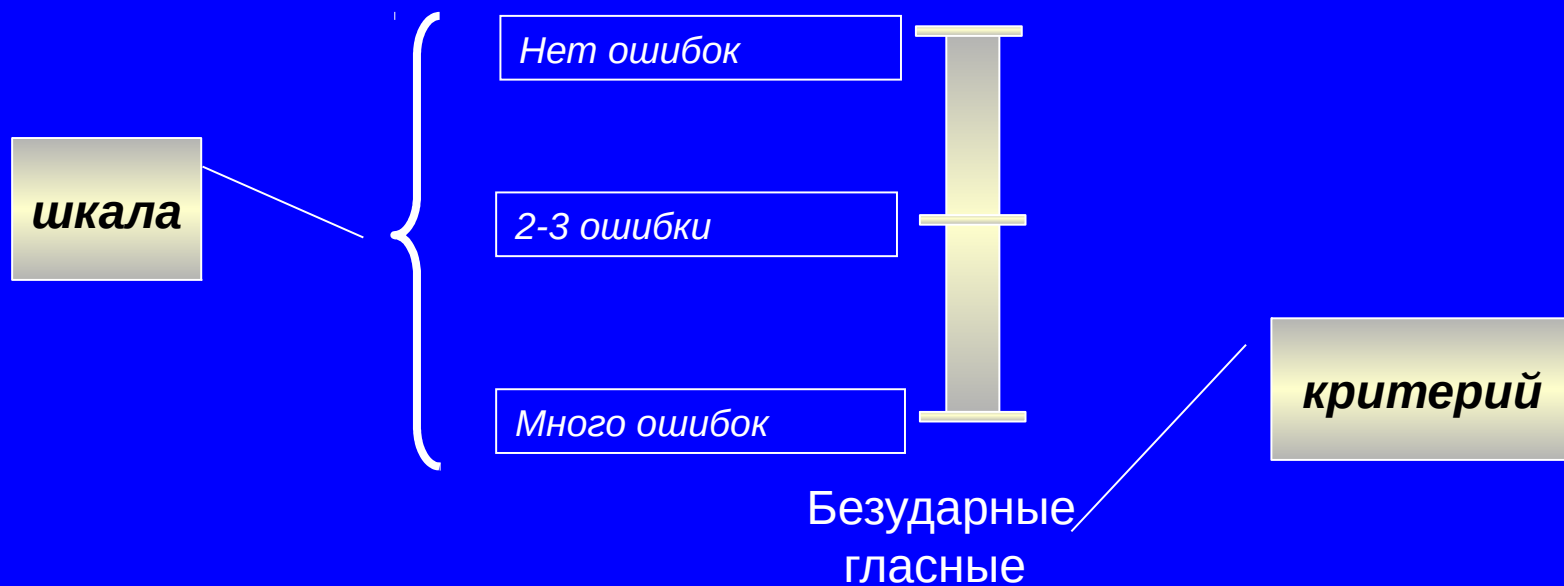 Нет ошибок
шкала
2-3 ошибки
критерий
Много ошибок
Безударные
гласные